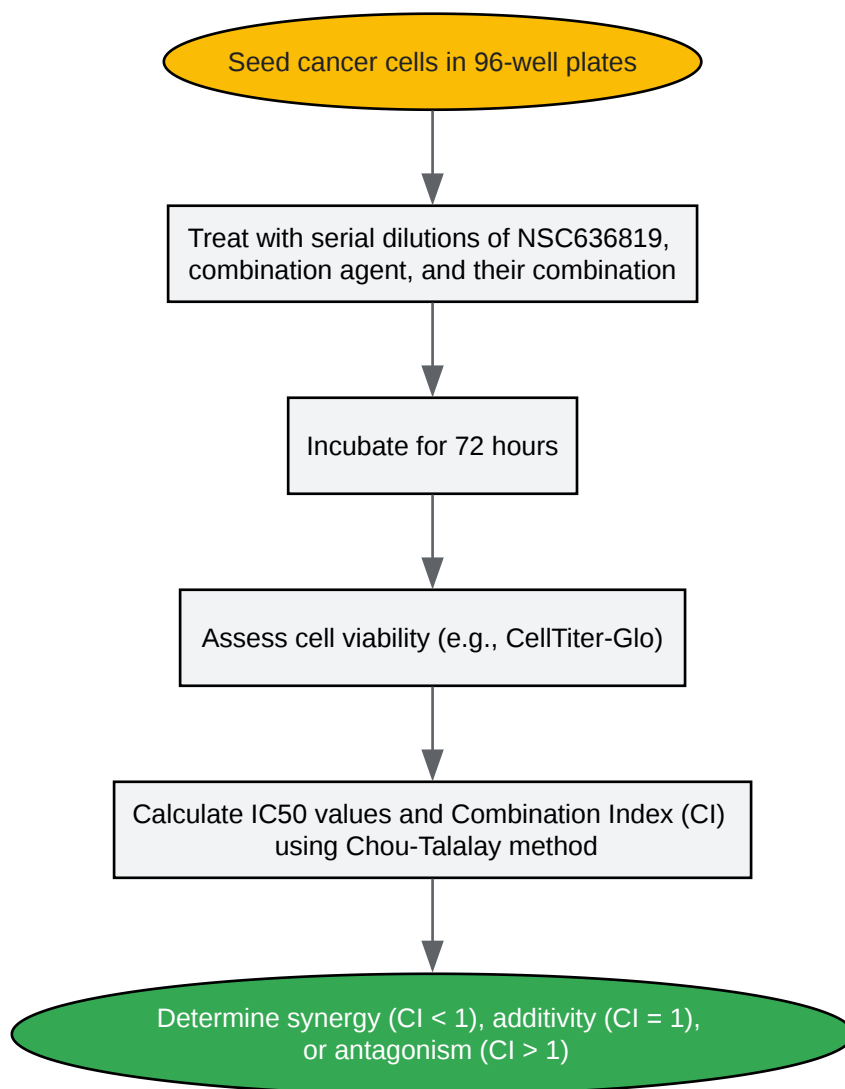 Seed cancer cells in 96-well plates
Treat with serial dilutions of NSC636819,
combination agent, and their combination
Incubate for 72 hours
Assess cell viability (e.g., CellTiter-Glo)
Calculate IC50 values and Combination Index (CI)
using Chou-Talalay method
Determine synergy (CI < 1), additivity (CI = 1),
or antagonism (CI > 1)